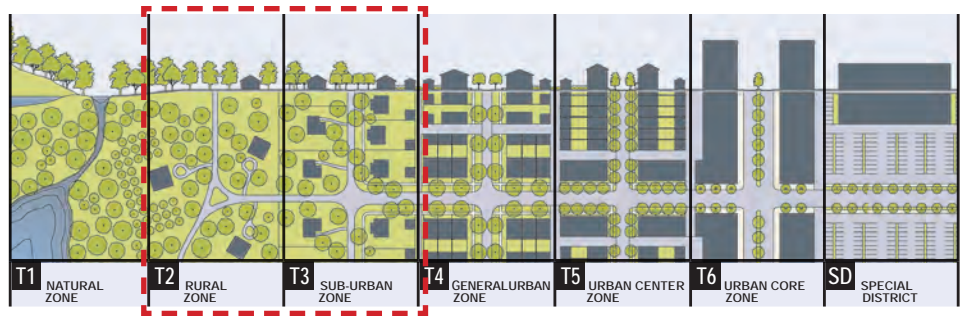 T1 NATURAL
ZONE
T2 RURAL
ZONE
T3 SUB-URBAN
ZONE
T4 GENERALURBAN
ZONE
T5 URBAN CENTER
ZONE
T6 URBAN CORE
ZONE
SD SPECIAL
DISTRICT